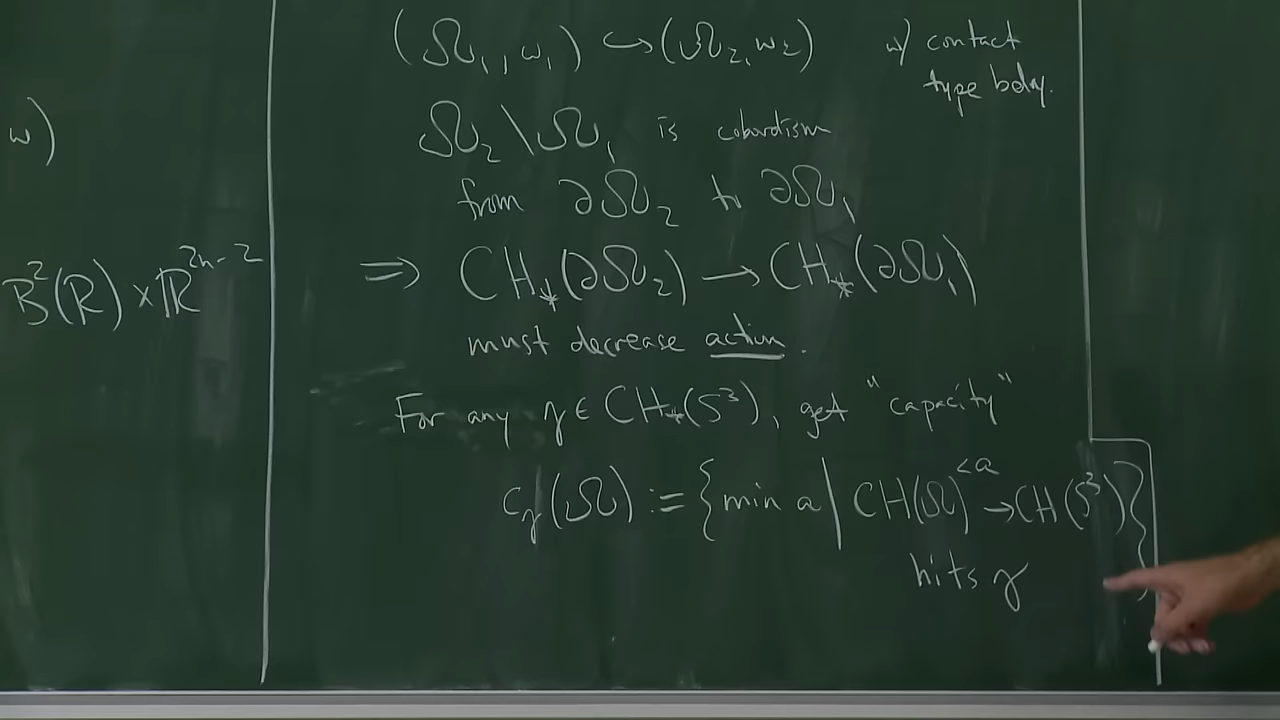 ω)
B²(R) × ℝ²ⁿ⁻²
(Ω₁, ω₁) ↪ (Ω₂, ω₂) w/ contact
type bdry.
Ω₂ \ Ω₁ is cobordism
from ∂Ω₂ to ∂Ω₁
⇒ CH_*(∂Ω₂) → CH_*(∂Ω₁)
must decrease action.
For any γ ∈ CH_*(S³), get "capacity"
c_γ(Ω) := {min a | CH(Ω)^{<a} → CH(S³)}
hits γ